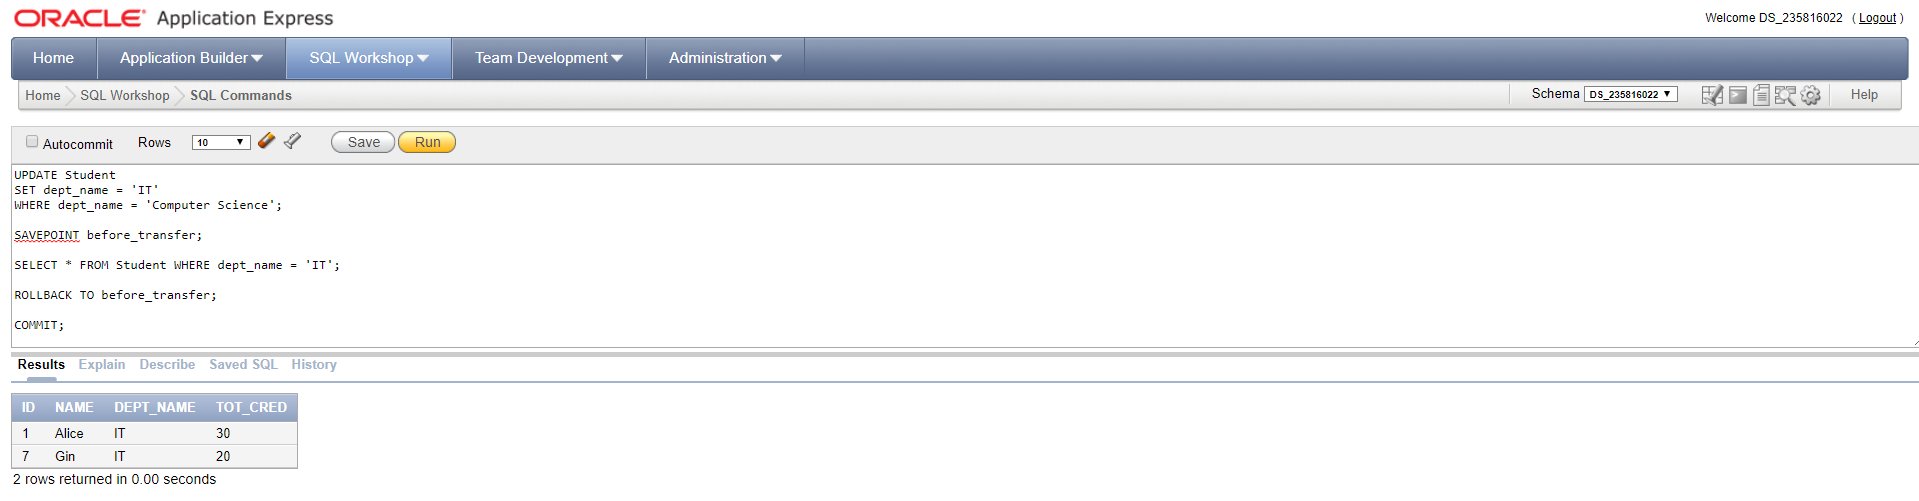 ORACLE Application Express
Welcome DS_235816022 ( Logout )
Home Application Builder SQL Workshop Team Development Administration
Home SQL Workshop SQL Commands Schema DS_235816022 Help
Autocommit Rows 10 Save Run
UPDATE Student
SET dept_name = 'IT'
WHERE dept_name = 'Computer Science';
SAVEPOINT before_transfer;
SELECT * FROM Student WHERE dept_name = 'IT';
ROLLBACK TO before_transfer;
COMMIT;
Results Explain Describe Saved SQL History
ID NAME DEPT_NAME TOT_CRED
1 Alice IT 30
7 Gin IT 20
2 rows returned in 0.00 seconds